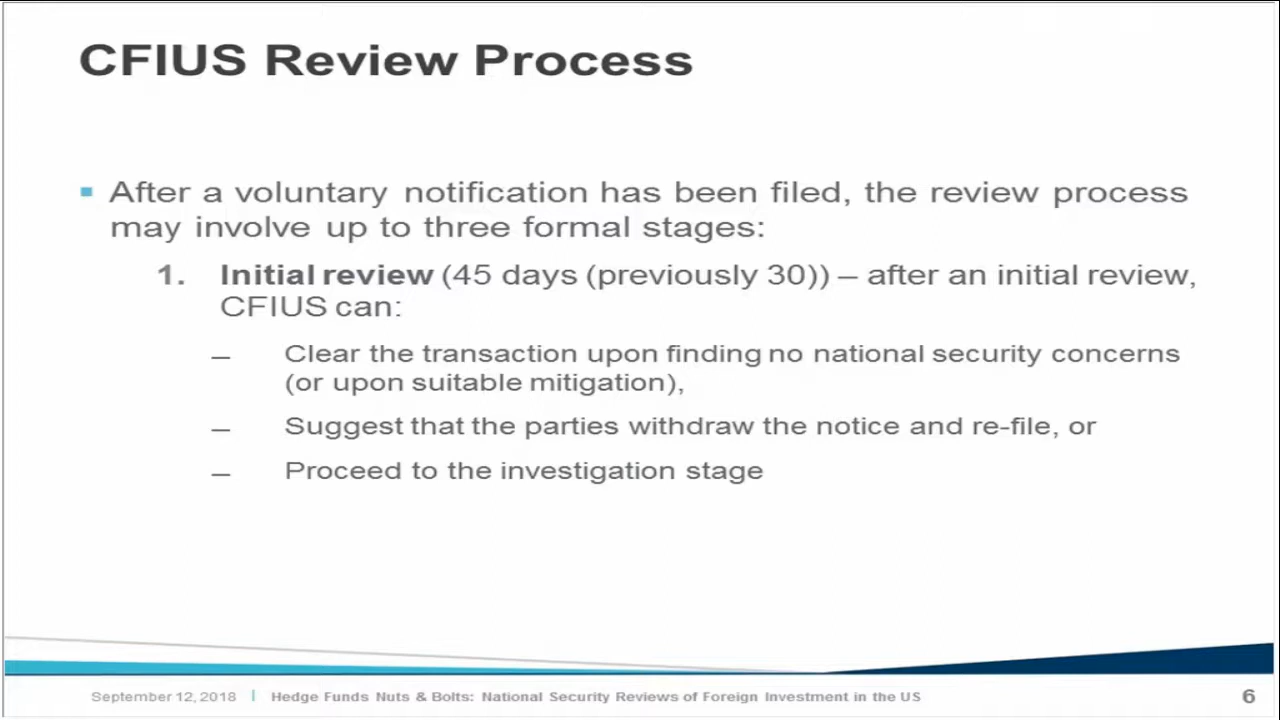 CFIUS Review Process
▪ After a voluntary notification has been filed, the review process
may involve up to three formal stages:
1. Initial review (45 days (previously 30)) – after an initial review,
CFIUS can:
– Clear the transaction upon finding no national security concerns
(or upon suitable mitigation),
– Suggest that the parties withdraw the notice and re-file, or
– Proceed to the investigation stage
September 12, 2018 | Hedge Funds Nuts & Bolts: National Security Reviews of Foreign Investment in the US 6